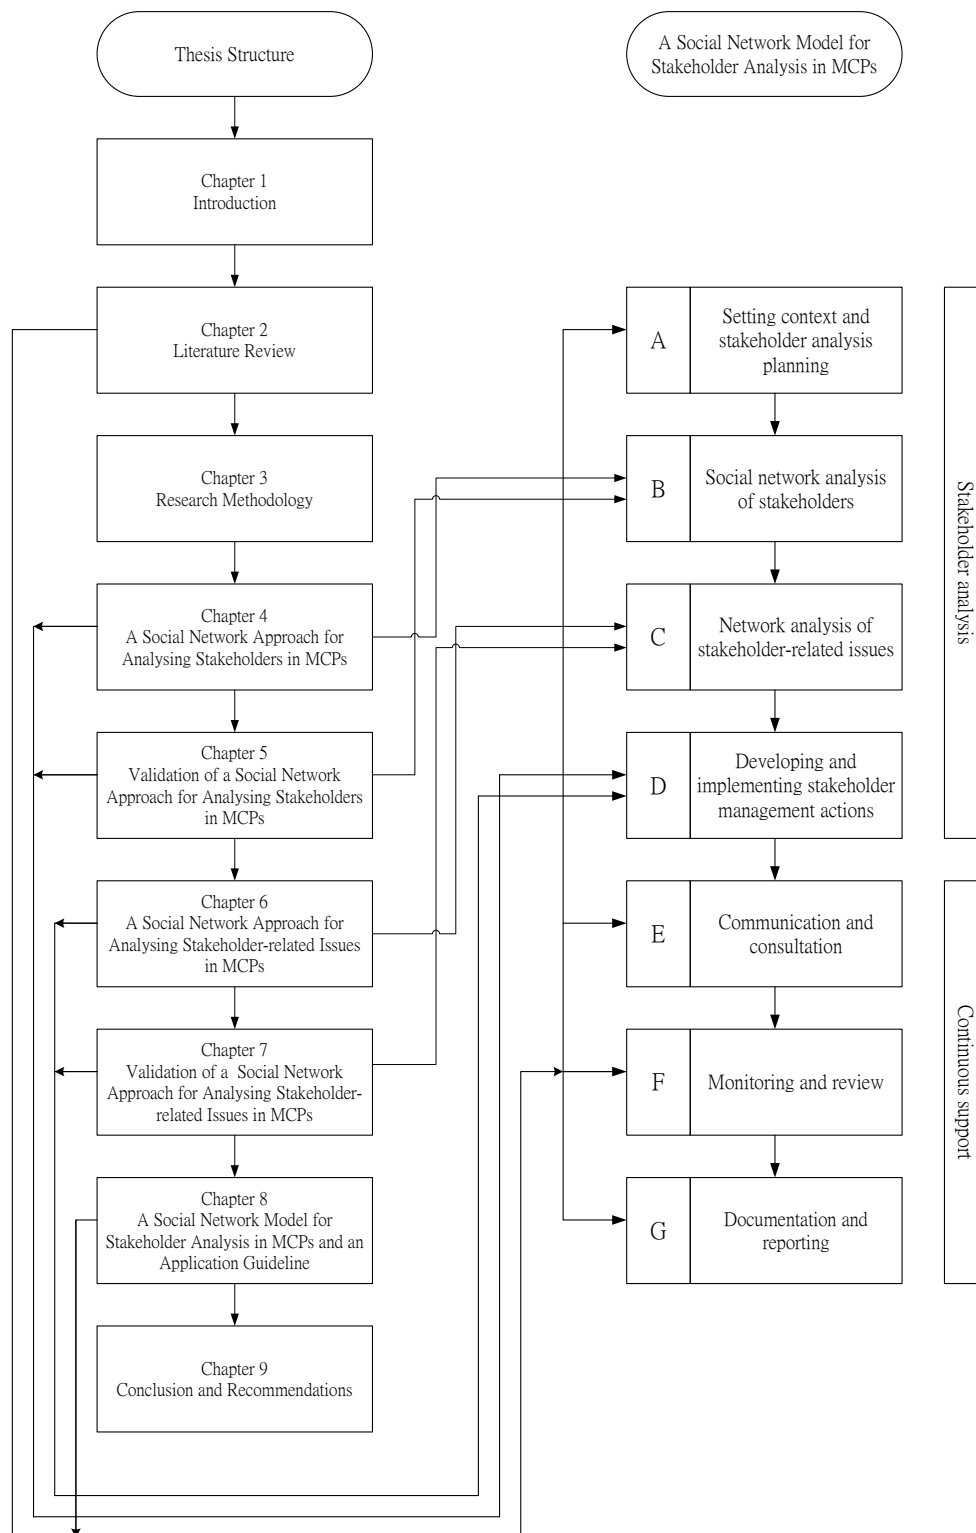 Thesis Structure
A Social Network Model for
Stakeholder Analysis in MCPs
Chapter 1
Introduction
Chapter 2
Literature Review
Chapter 3
Research Methodology
Chapter 4
A Social Network Approach for
Analysing Stakeholders in MCPs
Chapter 5
Validation of a Social Network
Approach for Analysing Stakeholders
in MCPs
Chapter 6
A Social Network Approach for
Analysing Stakeholder-related Issues
in MCPs
Chapter 7
Validation of a Social Network
Approach for Analysing Stakeholder-
related Issues in MCPs
Chapter 8
A Social Network Model for
Stakeholder Analysis in MCPs and an
Application Guideline
Chapter 9
Conclusion and Recommendations
A
Setting context and
stakeholder analysis
planning
B
Social network analysis
of stakeholders
C
Network analysis of
stakeholder-related issues
D
Developing and
implementing stakeholder
management actions
E
Communication and
consultation
F
Monitoring and review
G
Documentation and
reporting
Stakeholder analysis
Continuous support